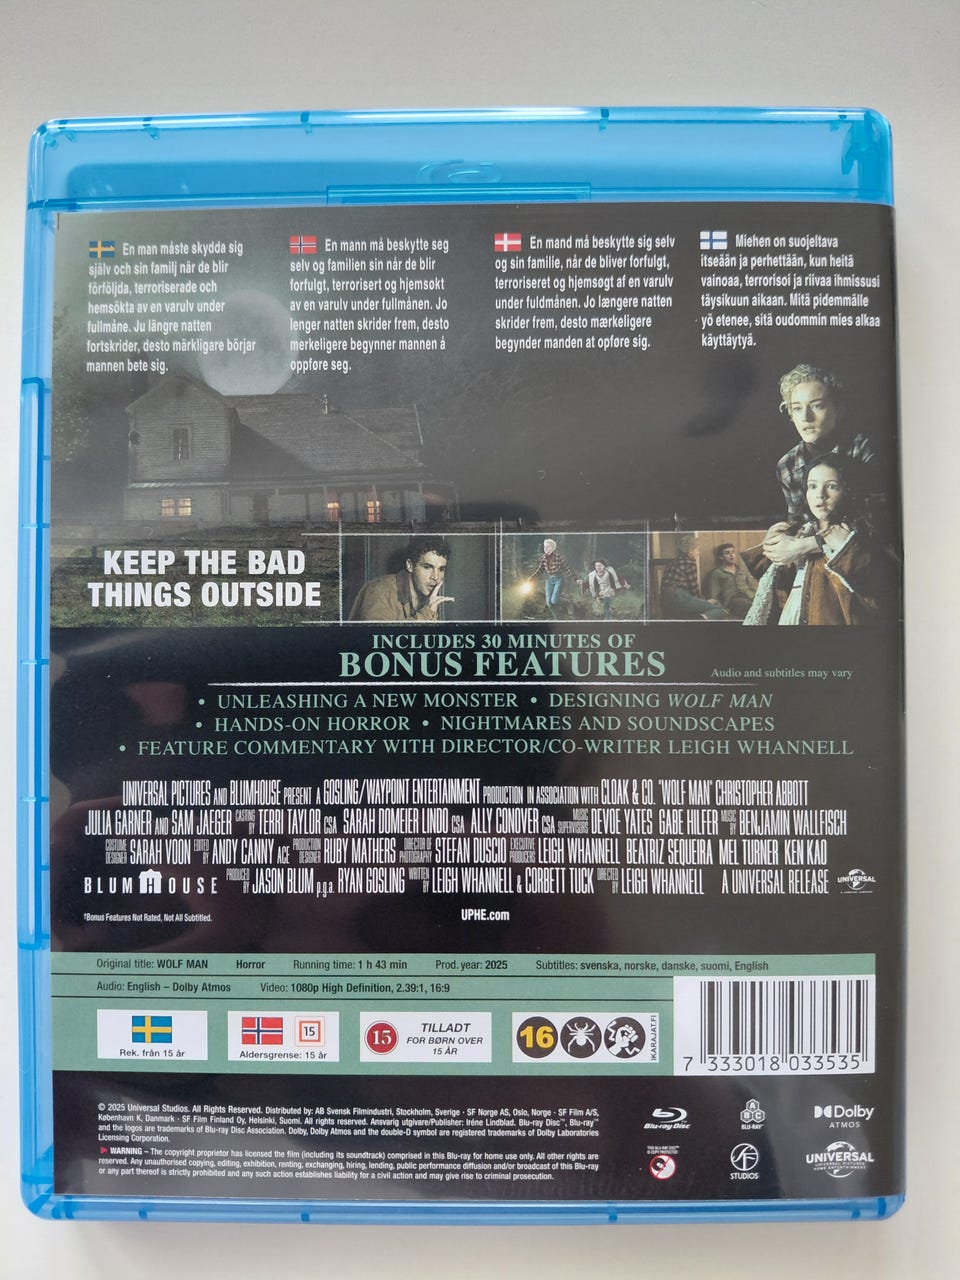 En man måste skydda sig
själv och sin familj när de blir
förföljda, terroriserade och
hemsökta av en varulv under
fullmåne. Ju längre natten
fortskrider, desto märkligare börjar
mannen bete sig.
En mann må beskytte seg
selv og familien sin når de blir
forfulgt, terrorisert og hjemsøkt
av en varulv under fullmånen. Jo
lenger natten skrider frem, desto
merkeligere begynner mannen å
oppføre seg.
En mand må beskytte sig selv
og sin familie, når de bliver forfulgt,
terroriseret og hjemsøgt af en varulv
under fuldmånen. Jo længere natten
skrider frem, desto mærkeligere
begynder manden at opføre sig.
Miehen on suojeltava
itseään ja perhettään, kun heitä
vainoaa, terrorisoi ja riivaa ihmissusi
täysikuun aikaan. Mitä pidemmälle
yö etenee, sitä oudommin mies alkaa
käyttäytyä.
KEEP THE BAD
THINGS OUTSIDE
INCLUDES 30 MINUTES OF
BONUS FEATURES
Audio and subtitles may vary
• UNLEASHING A NEW MONSTER • DESIGNING WOLF MAN
• HANDS-ON HORROR • NIGHTMARES AND SOUNDSCAPES
• FEATURE COMMENTARY WITH DIRECTOR/CO-WRITER LEIGH WHANNELL
UNIVERSAL PICTURES AND BLUMHOUSE PRESENT A GOSLING/WAYPOINT ENTERTAINMENT PRODUCTION IN ASSOCIATION WITH CLOAK & CO. "WOLF MAN" CHRISTOPHER ABBOTT
JULIA GARNER AND SAM JAEGER CASTING BY TERRI TAYLOR CSA SARAH DOMEIER LINDO CSA ALLY CONOVER CSA MUSIC SUPERVISORS DEVOE YATES GABE HILFER MUSIC BY BENJAMIN WALLFISCH
COSTUME DESIGNER SARAH VOON EDITED BY ANDY CANNY ACE PRODUCTION DESIGNER RUBY MATHERS DIRECTOR OF PHOTOGRAPHY STEFAN DUSCIO EXECUTIVE PRODUCERS LEIGH WHANNELL BEATRIZ SEQUEIRA MEL TURNER KEN KAO
BLUMHOUSE PRODUCED BY JASON BLUM p.g.a. RYAN GOSLING WRITTEN BY LEIGH WHANNELL & CORBETT TUCK DIRECTED BY LEIGH WHANNELL A UNIVERSAL RELEASE UNIVERSAL
†Bonus Features Not Rated, Not All Subtitled.
UPHE.com
Original title: WOLF MAN Horror Running time: 1 h 43 min Prod. year: 2025 Subtitles: svenska, norske, danske, suomi, English
Audio: English – Dolby Atmos Video: 1080p High Definition, 2.39:1, 16:9
Rek. från 15 år
15
Aldersgrense: 15 år
15
TILLADT
FOR BØRN OVER
15 ÅR
16
IKARAJAT.FI
7 333018 033535
© 2025 Universal Studios. All Rights Reserved. Distributed by: AB Svensk Filmindustri, Stockholm, Sverige · SF Norge AS, Oslo, Norge · SF Film A/S,
København K, Danmark · SF Film Finland Oy, Helsinki, Suomi. All rights reserved. Ansvarig utgivare/Publisher: Iréne Lindblad. Blu-ray Disc™, Blu-ray™
and the logos are trademarks of Blu-ray Disc Association. Dolby, Dolby Atmos and the double-D symbol are registered trademarks of Dolby Laboratories
Licensing Corporation.
WARNING – The copyright proprietor has licensed the film (including its soundtrack) comprised in this Blu-ray for home use only. All other rights are
reserved. Any unauthorised copying, editing, exhibition, renting, exchanging, hiring, lending, public performance diffusion and/or broadcast of this Blu-ray
or any part thereof is strictly prohibited and any such action establishes liability for a civil action and may give rise to criminal prosecution.
Blu-ray Disc
A
B C
BLU-RAY
Dolby
ATMOS
THIS BLU-RAY DISC™
IS COPY PROTECTED
SF
STUDIOS
UNIVERSAL
UNIVERSAL PICTURES
HOME ENTERTAINMENT